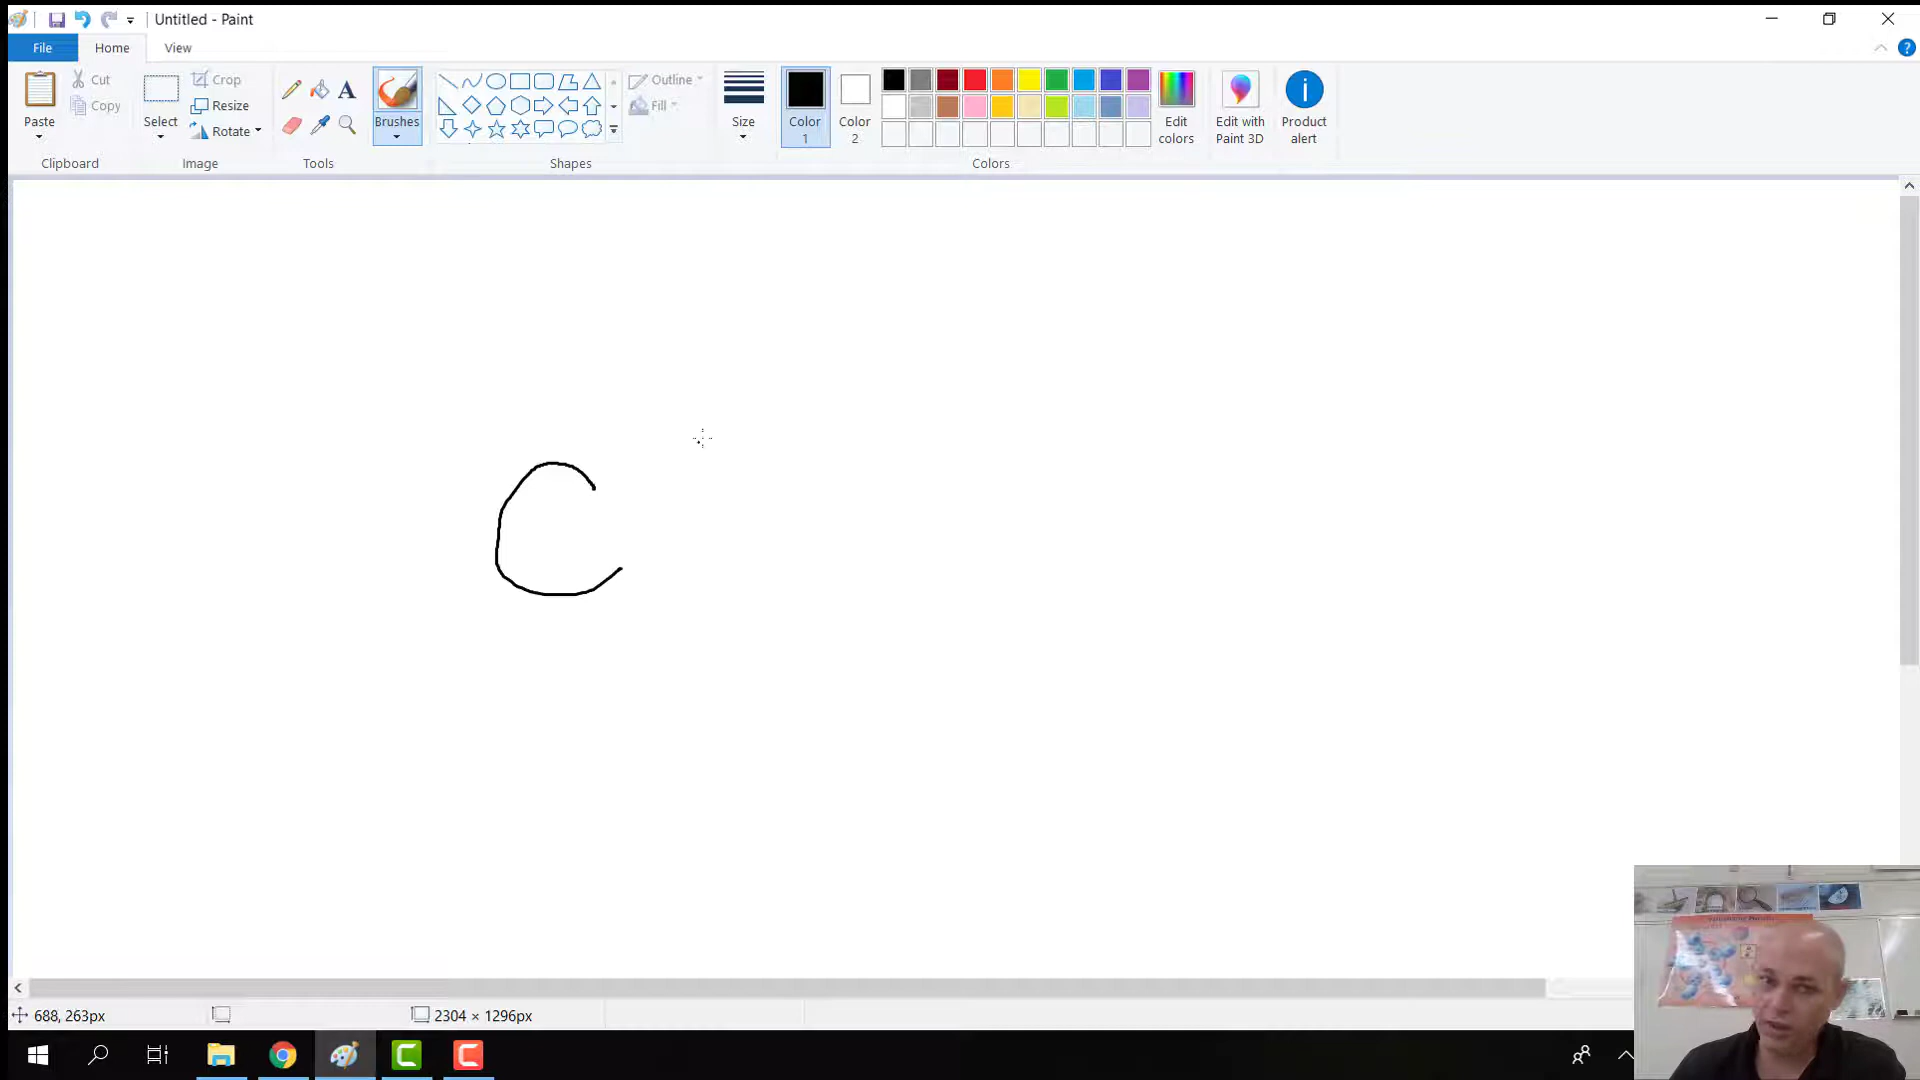 Untitled - Paint
File Home View
Paste
Cut
Copy
Clipboard
Select
Crop
Resize
Rotate
Image
A
Tools
Brushes
Outline
Fill
Shapes
Size
Color 1
Color 2
Edit colors
Colors
Edit with Paint 3D
Product alert
C
688, 263px
2304 × 1296px